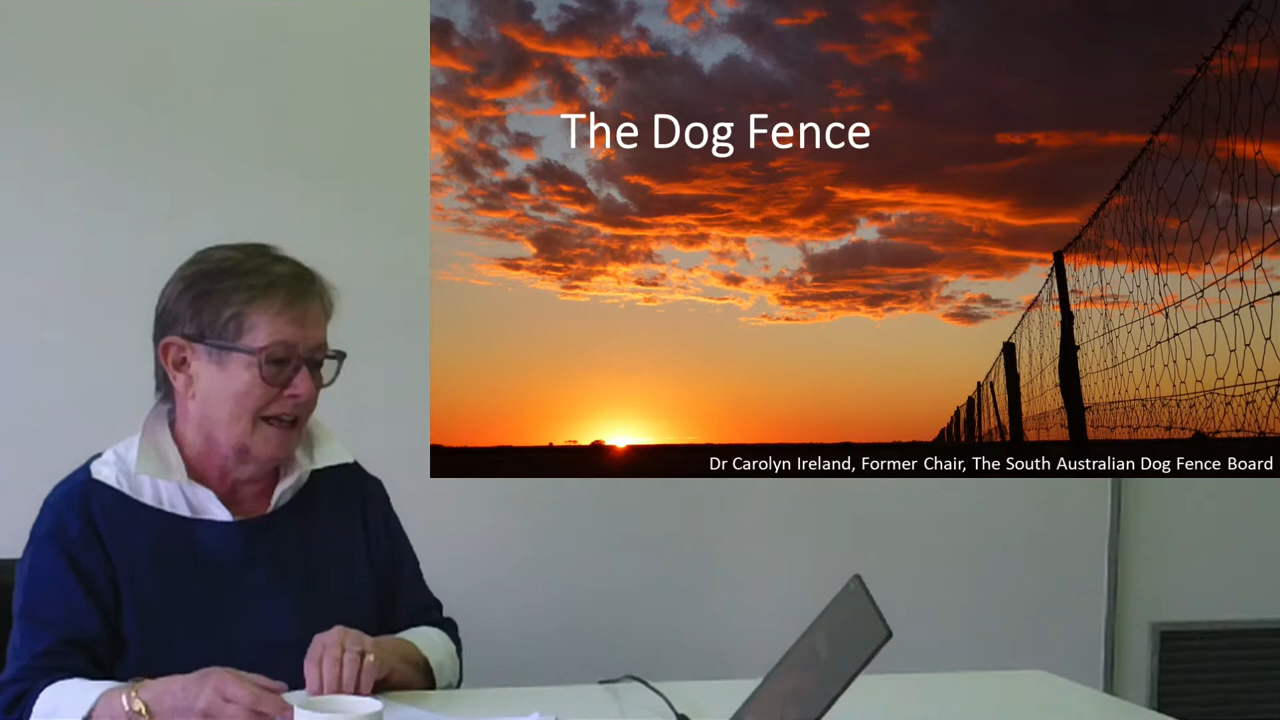 The Dog Fence
Dr Carolyn Ireland, Former Chair, The South Australian Dog Fence Board